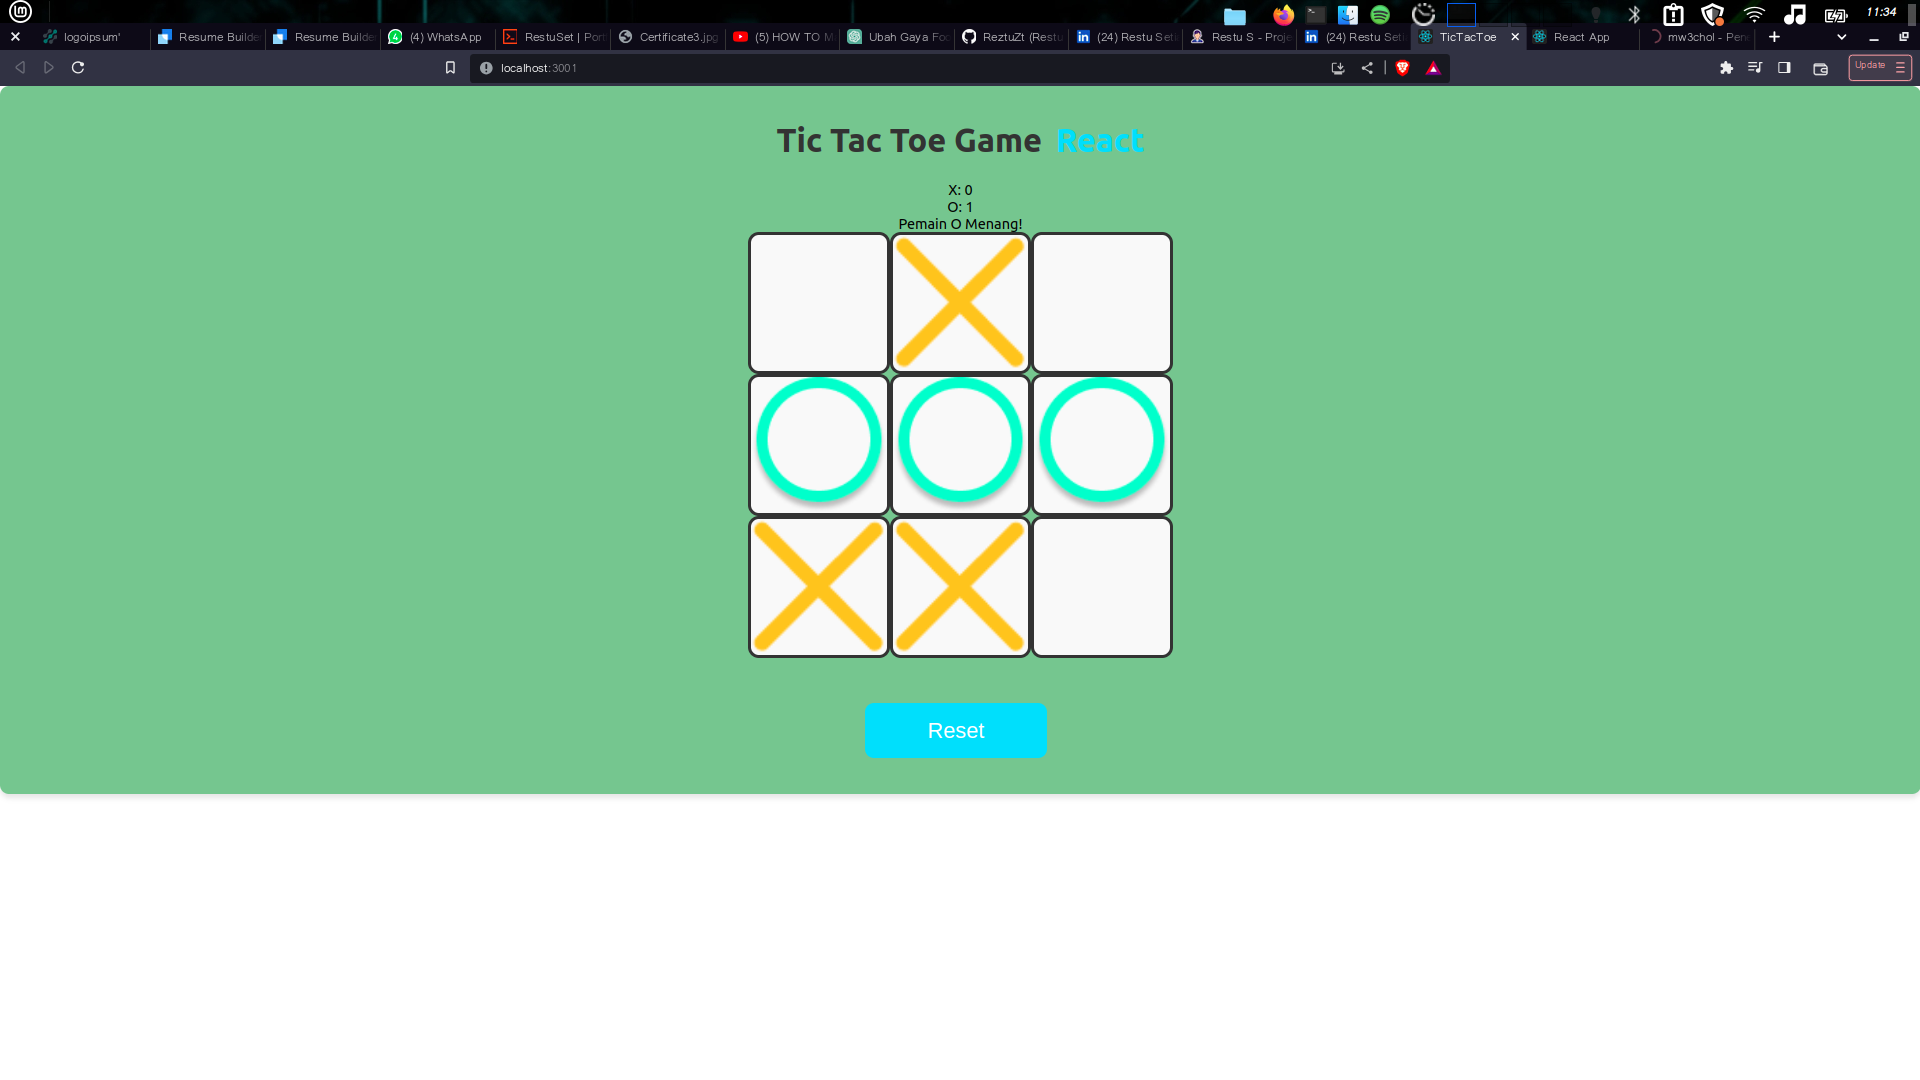 11:34
logoipsum'
Resume Builde
Resume Builde
(4) WhatsApp
RestuSet | Port
Certificate3.jpg
(5) HOW TO M
Ubah Gaya Fo
ReztuZt (Restu
(24) Restu Seti
Restu S - Proje
(24) Restu Seti
TicTacToe
React App
mw3chol - Pen
localhost:3001
Update
Tic Tac Toe Game React
X: 0
O: 1
Pemain O Menang!
Reset